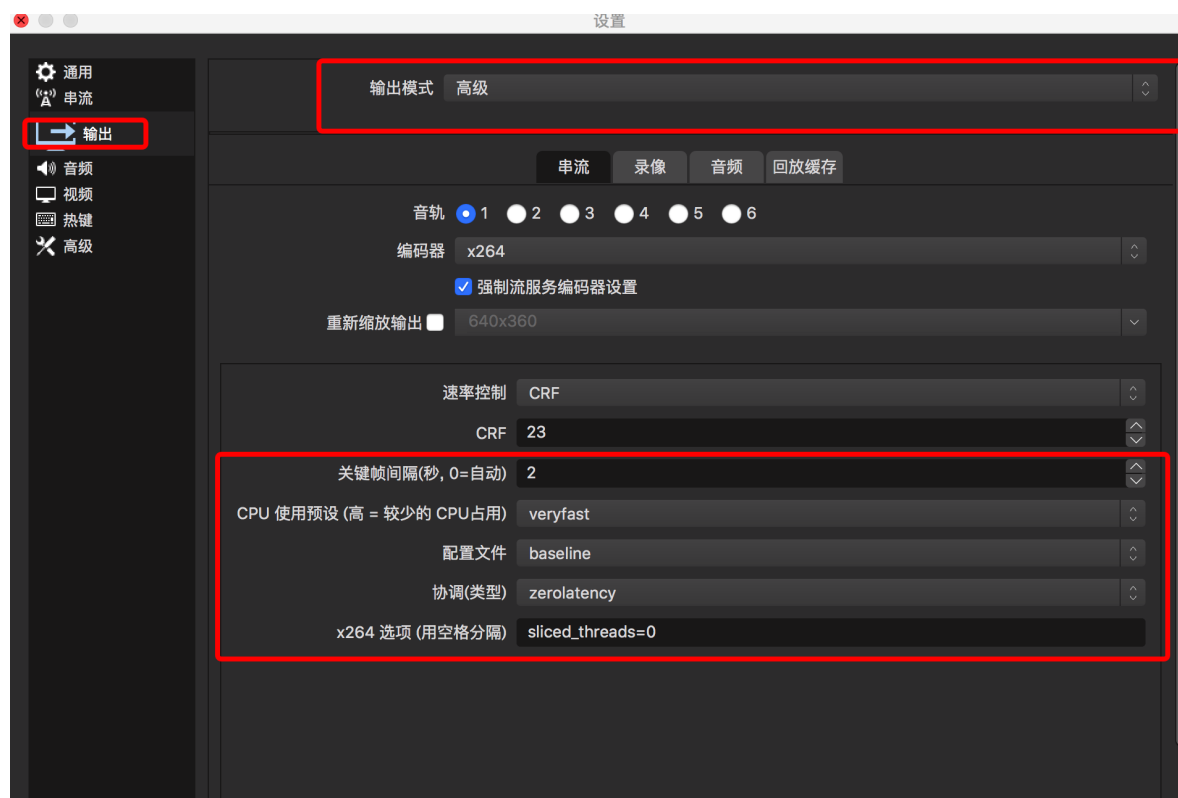 设置
通用
串流
输出
音频
视频
热键
高级
输出模式 高级
串流 录像 音频 回放缓存
音轨 1 2 3 4 5 6
编码器 x264
强制流服务编码器设置
重新缩放输出 640x360
速率控制 CRF
CRF 23
关键帧间隔(秒, 0=自动) 2
CPU 使用预设 (高 = 较少的 CPU占用) veryfast
配置文件 baseline
协调(类型) zerolatency
x264 选项 (用空格分隔) sliced_threads=0